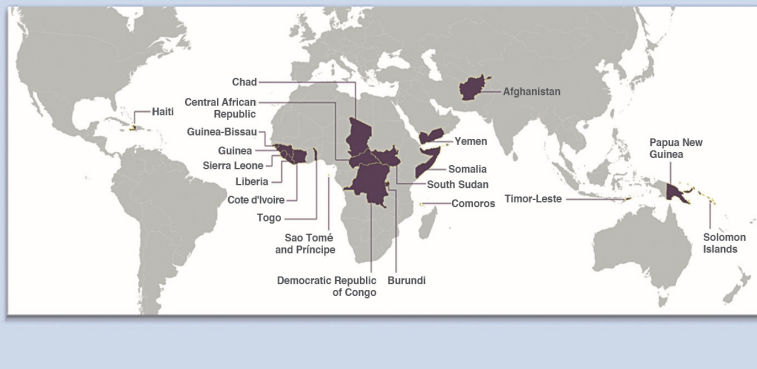 Chad
Central African
Republic
Haiti
Guinea-Bissau
Guinea
Sierra Leone
Liberia
Cote d'Ivoire
Togo
Sao Tomé
and Príncipe
Democratic Republic
of Congo
Burundi
Afghanistan
Yemen
Somalia
South Sudan
Comoros
Timor-Leste
Papua New
Guinea
Solomon
Islands